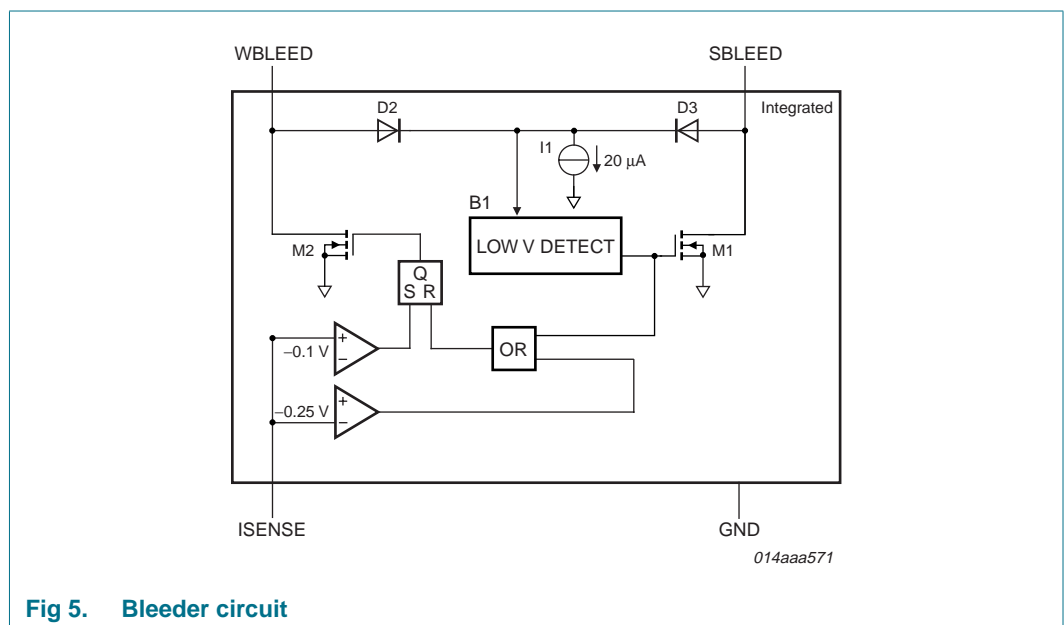 WBLEED
SBLEED
D2
D3
Integrated
I1
20 μA
B1
LOW V DETECT
M2
M1
Q
S R
+
−0.1 V
−
OR
+
−0.25 V
−
ISENSE
GND
014aaa571
Fig 5. Bleeder circuit